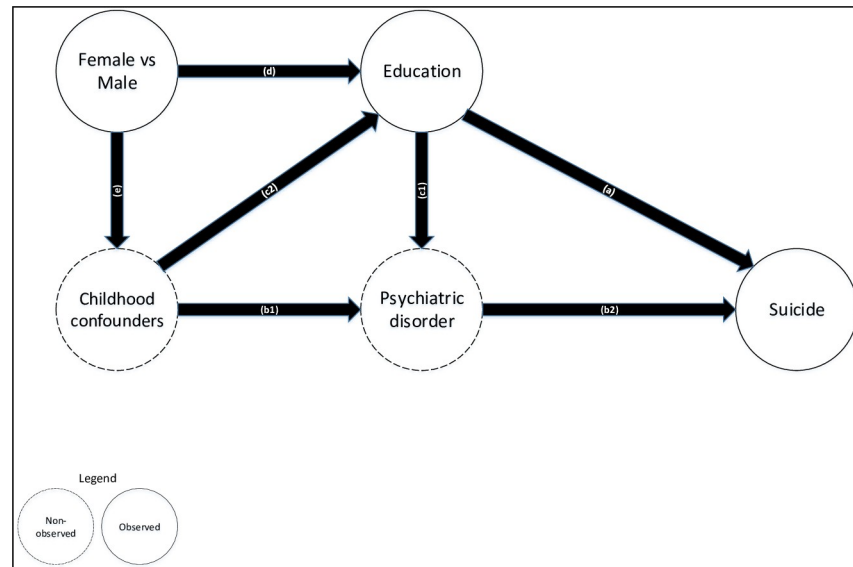 Female vs
Male
(d)
Education
(e)
(c2)
(c1)
(a)
Childhood
confounders
(b1)
Psychiatric
disorder
(b2)
Suicide
Legend
Non-
observed
Observed